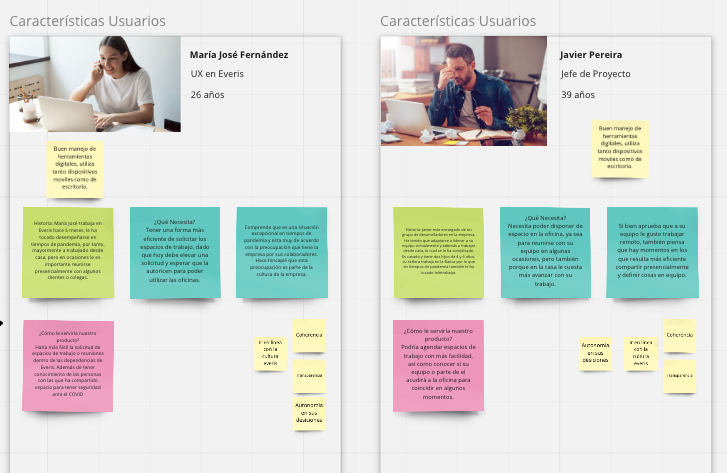 Características Usuarios
María José Fernández
UX en Everis
26 años
Buen manejo de
herramientas
digitales, utiliza
tanto dispositivos
moviles como de
escritorio.
Historia: María José trabaja en
Everis hace 6 meses, le ha
tocado desempeñarse en
tiempos de pandemia, por tanto,
mayormente a trabajado desde
casa, pero en ocasiones le es
importante reunirse
presencialmente con algunos
clientes o colegas.
¿Qué Necesita?
Tener una forma más
eficiente de solicitar los
espacios de trabajo, dado
que hoy debe elevar una
solicitud y esperar que la
autoricen para poder
utilizar las oficinas.
Comprende que es una situación
excepcional en tiempos de
pandemia y esta muy de acuerdo
con la preocupación que tiene la
empresa por sus colaboradores.
Hace hincapié que esta
preocupación es parte de la
cultura de la empresa.
¿Cómo le serviría nuestro
producto?
Haría más fácil la solicitud de
espacios de trabajo o reuniones
dentro de las dependencias de
Everis. Además de tener
conocimiento de las personas
con las que ha compartido
espacio para tener seguridad
ante el COVID
Ir en línea
con la
cultura
everis
Coherencia
Transparencia
Autonomía
en sus
desiciones
Características Usuarios
Javier Pereira
Jefe de Proyecto
39 años
Buen manejo de
herramientas
digitales, utiliza
tanto dispositivos
moviles como de
escritorio.
Historia: Javier esta encargado de un
grupo de desarrolladores en la empresa.
Ha tenido que adaptarse a liderar a su
equipo virtualmente y además a trabajar
desde casa, lo cual se le ha complicado.
Es casado y tiene dos hijos de 4 y 6 años,
su señora trabaja en la Banca por lo que
en tiempos de pandemia también le ha
tocado teletrabajar.
¿Qué Necesita?
Necesita poder disponer de
espacio en la oficina, ya sea
para reunirse con su
equipo en algunas
ocasiones, pero también
porque en la casa le cuesta
más avanzar con su
trabajo.
Si bien aprueba que a su
equipo le gusto trabajar
remoto, también piensa
que hay momentos en los
que resulta más eficiente
compartir presencialmente
y definir cosas en equipo.
¿Cómo le serviría nuestro
producto?
Podría agendar espacios de
trabajo con más facilidad,
así como conocer si su
equipo o parte de el
acudirá a la oficina para
coincidir en algunos
momentos.
Autonomía
en sus
desiciones
Ir en línea
con la
cultura
everis
Coherencia
Transparencia